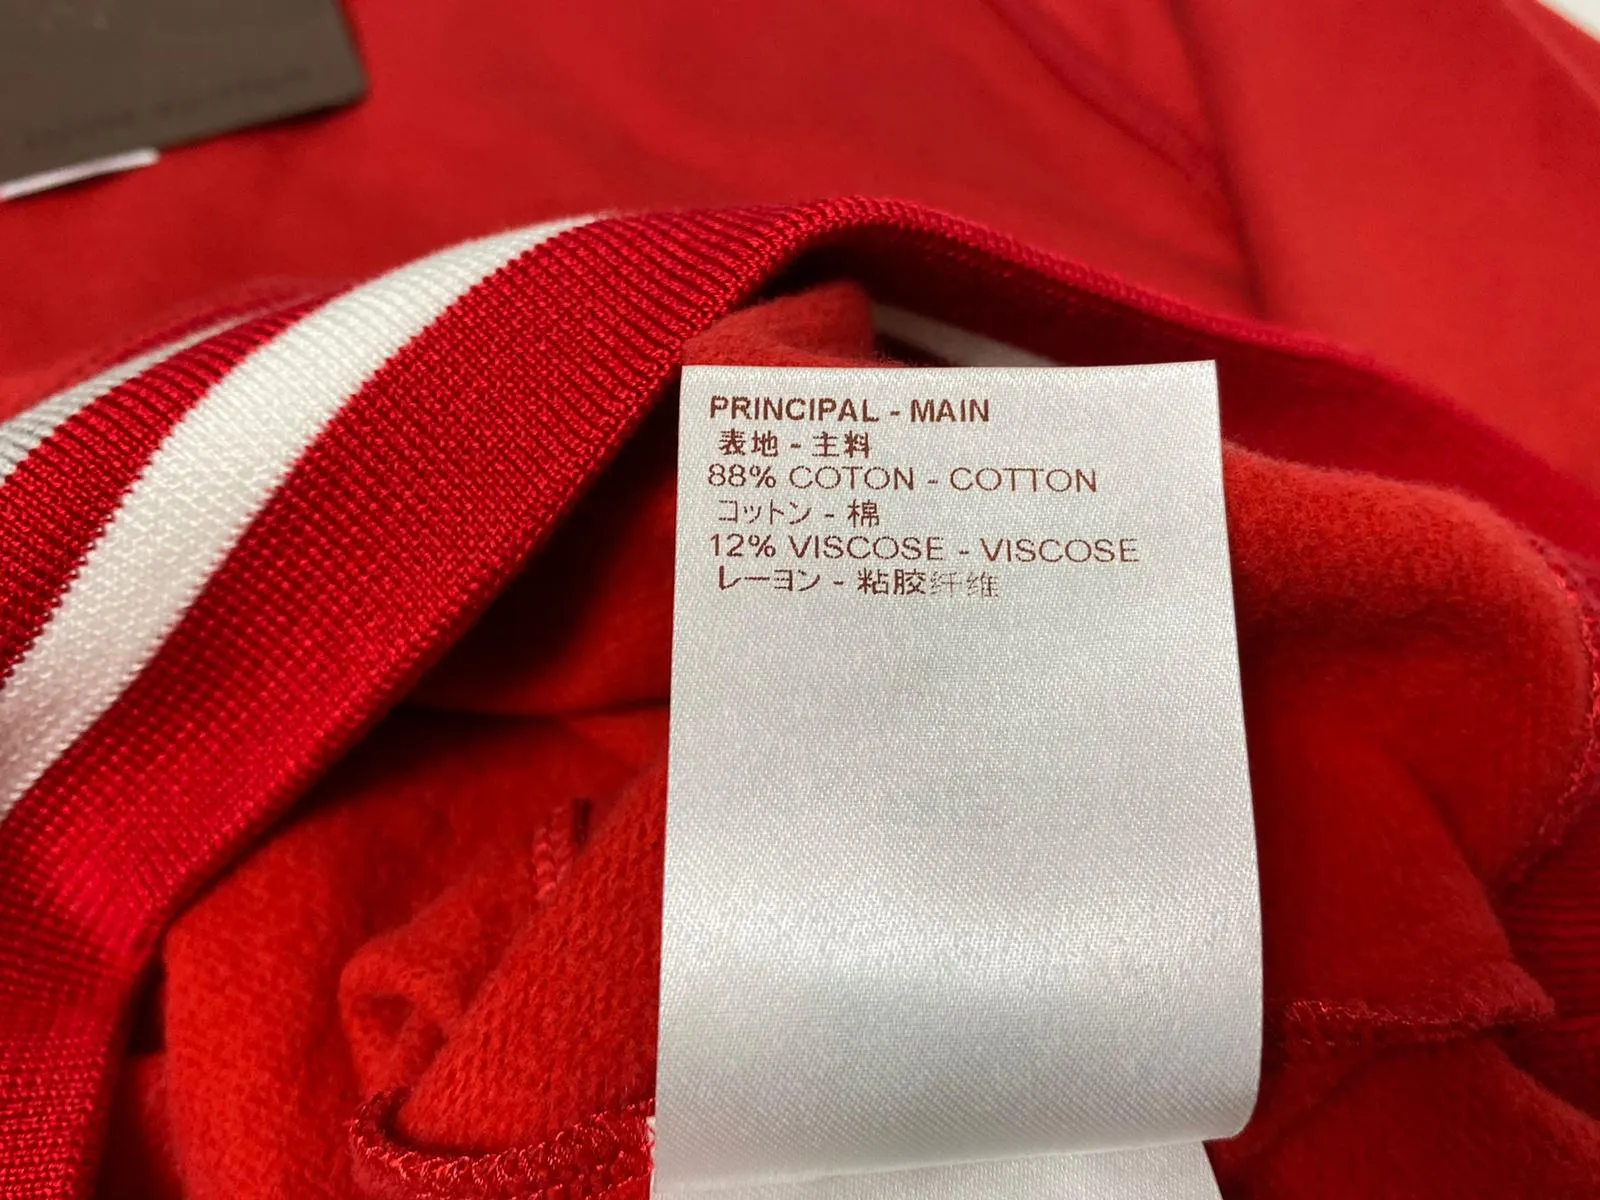 PRINCIPAL - MAIN
表地 - 主料
88% COTON - COTTON
コットン - 棉
12% VISCOSE - VISCOSE
レーヨン - 粘胶纤维